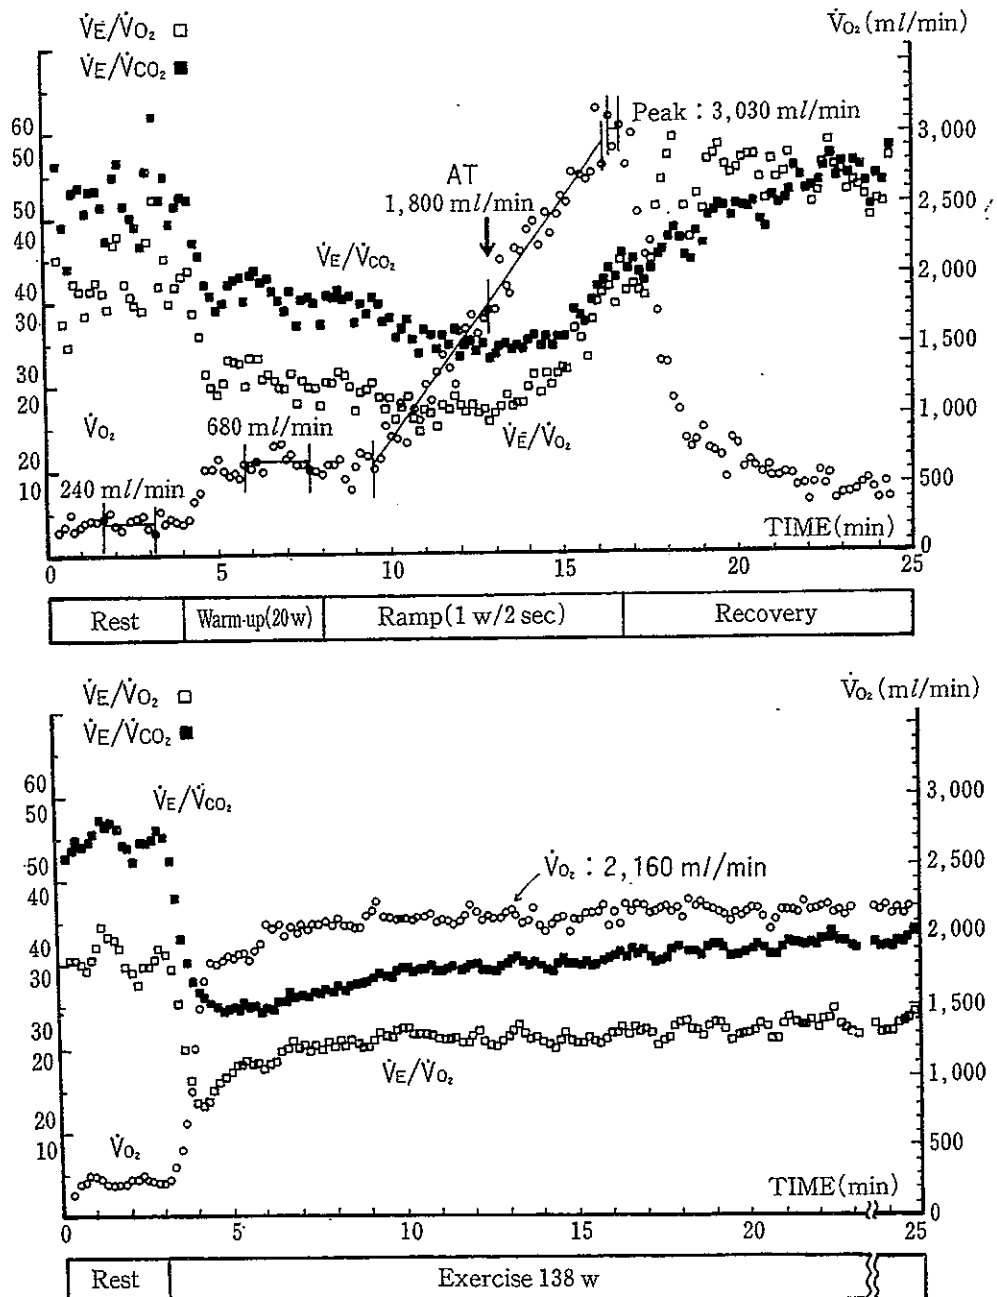 V̇E/V̇O₂ □
V̇E/V̇CO₂ ■
V̇O₂ (ml/min)
60
50
50
40
30
20
20
10
10
3,000
2,500
2,000
1,500
1,000
500
0
Peak : 3,030 ml/min
AT
1,800 ml/min
V̇E/V̇CO₂
V̇O₂
680 ml/min
V̇E/V̇O₂
240 ml/min
TIME(min)
0 5 10 15 20 25
Rest Warm-up(20w) Ramp(1 w/2 sec) Recovery
V̇E/V̇O₂ □
V̇E/V̇CO₂ ■
V̇O₂ (ml/min)
60
50
50
40
40
30
30
20
20
10
10
3,000
2,500
2,000
1,500
1,000
500
0
V̇E/V̇CO₂
V̇O₂ : 2,160 ml/min
V̇E/V̇O₂
V̇O₂
TIME(min)
0 5 10 15 20 25
Rest Exercise 138 w